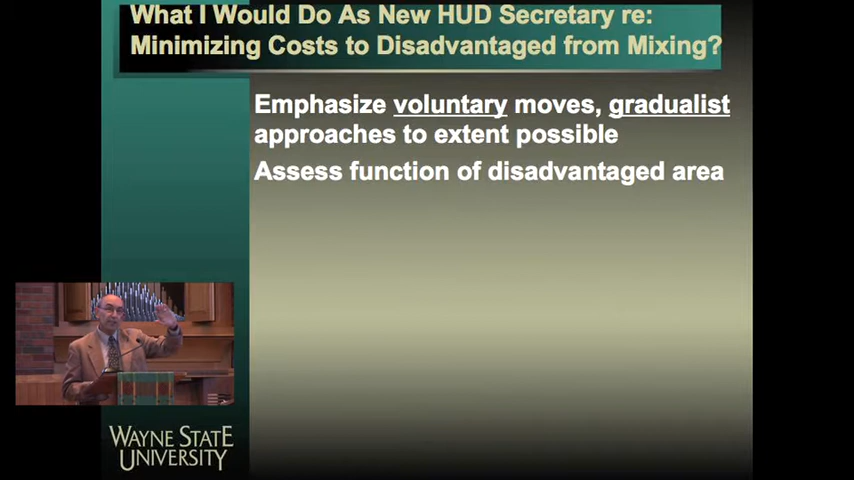 What I Would Do As New HUD Secretary re:
Minimizing Costs to Disadvantaged from Mixing?
Emphasize voluntary moves, gradualist
approaches to extent possible
Assess function of disadvantaged area
WAYNE STATE
UNIVERSITY